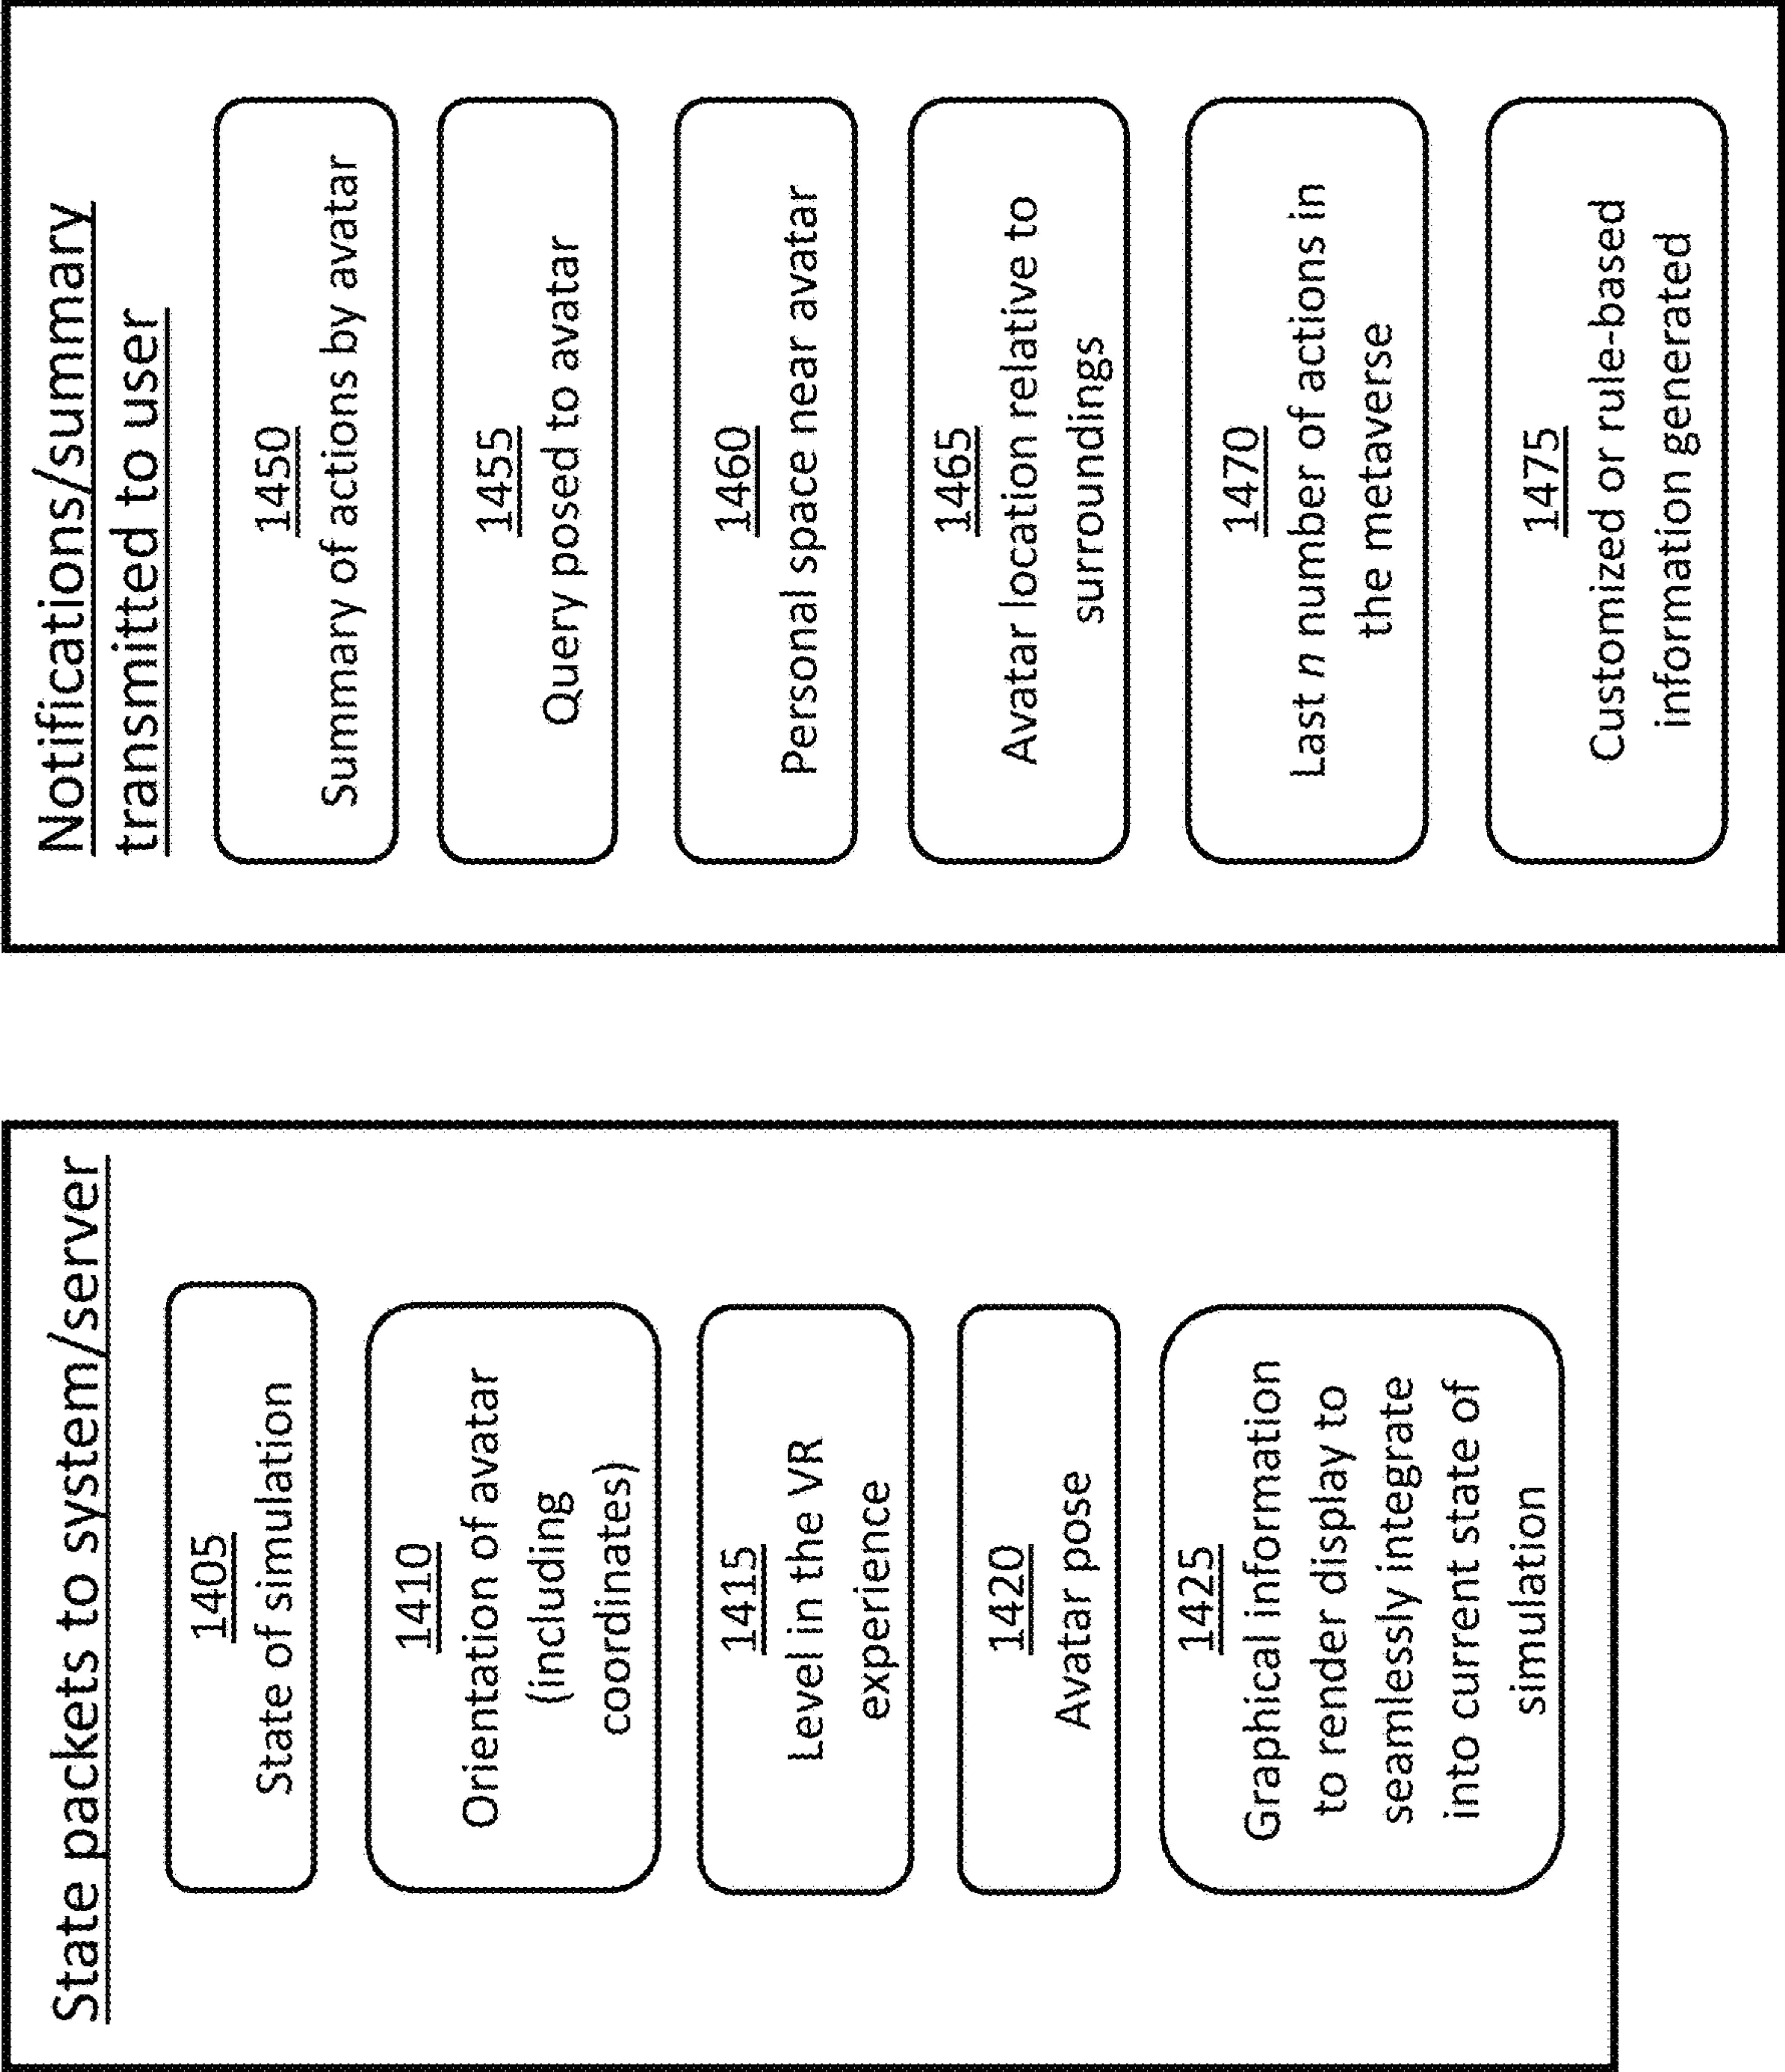 State packets to system/server
1405
State of simulation
1410
Orientation of avatar
(including
coordinates)
1415
Level in the VR
experience
1420
Avatar pose
1425
Graphical information
to render display to
seamlessly integrate
into current state of
simulation
Notifications/summary
transmitted to user
1450
Summary of actions by avatar
1455
Query posed to avatar
1460
Personal space near avatar
1465
Avatar location relative to
surroundings
1470
Last n number of actions in
the metaverse
1475
Customized or rule-based
information generated